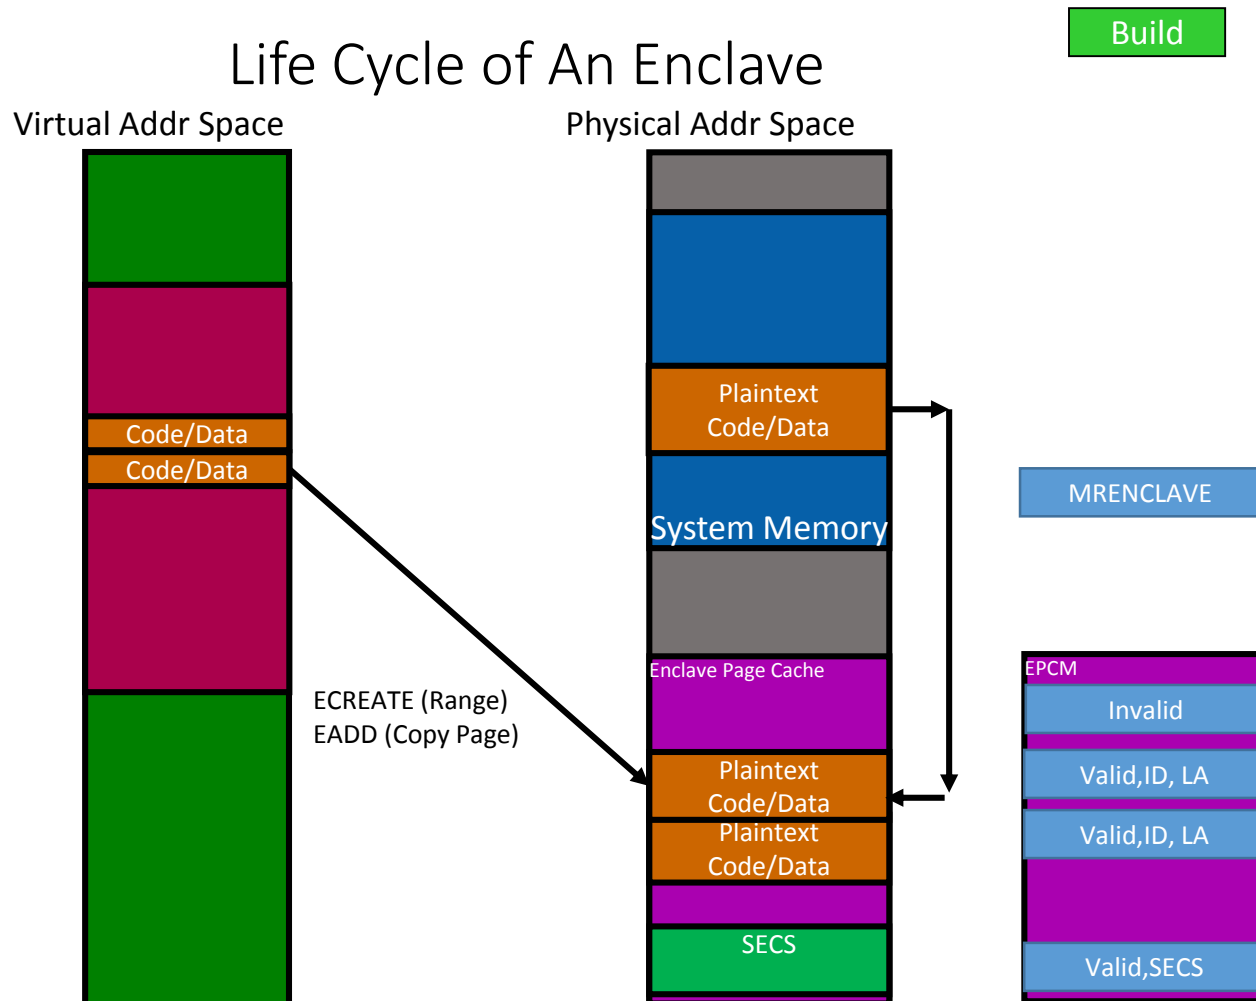 Build
Life Cycle of An Enclave
Virtual Addr Space
Physical Addr Space
Code/Data
Code/Data
ECREATE (Range)
EADD (Copy Page)
Plaintext
Code/Data
System Memory
Enclave Page Cache
Plaintext
Code/Data
Plaintext
Code/Data
SECS
MRENCLAVE
EPCM
Invalid
Valid,ID, LA
Valid,ID, LA
Valid,SECS